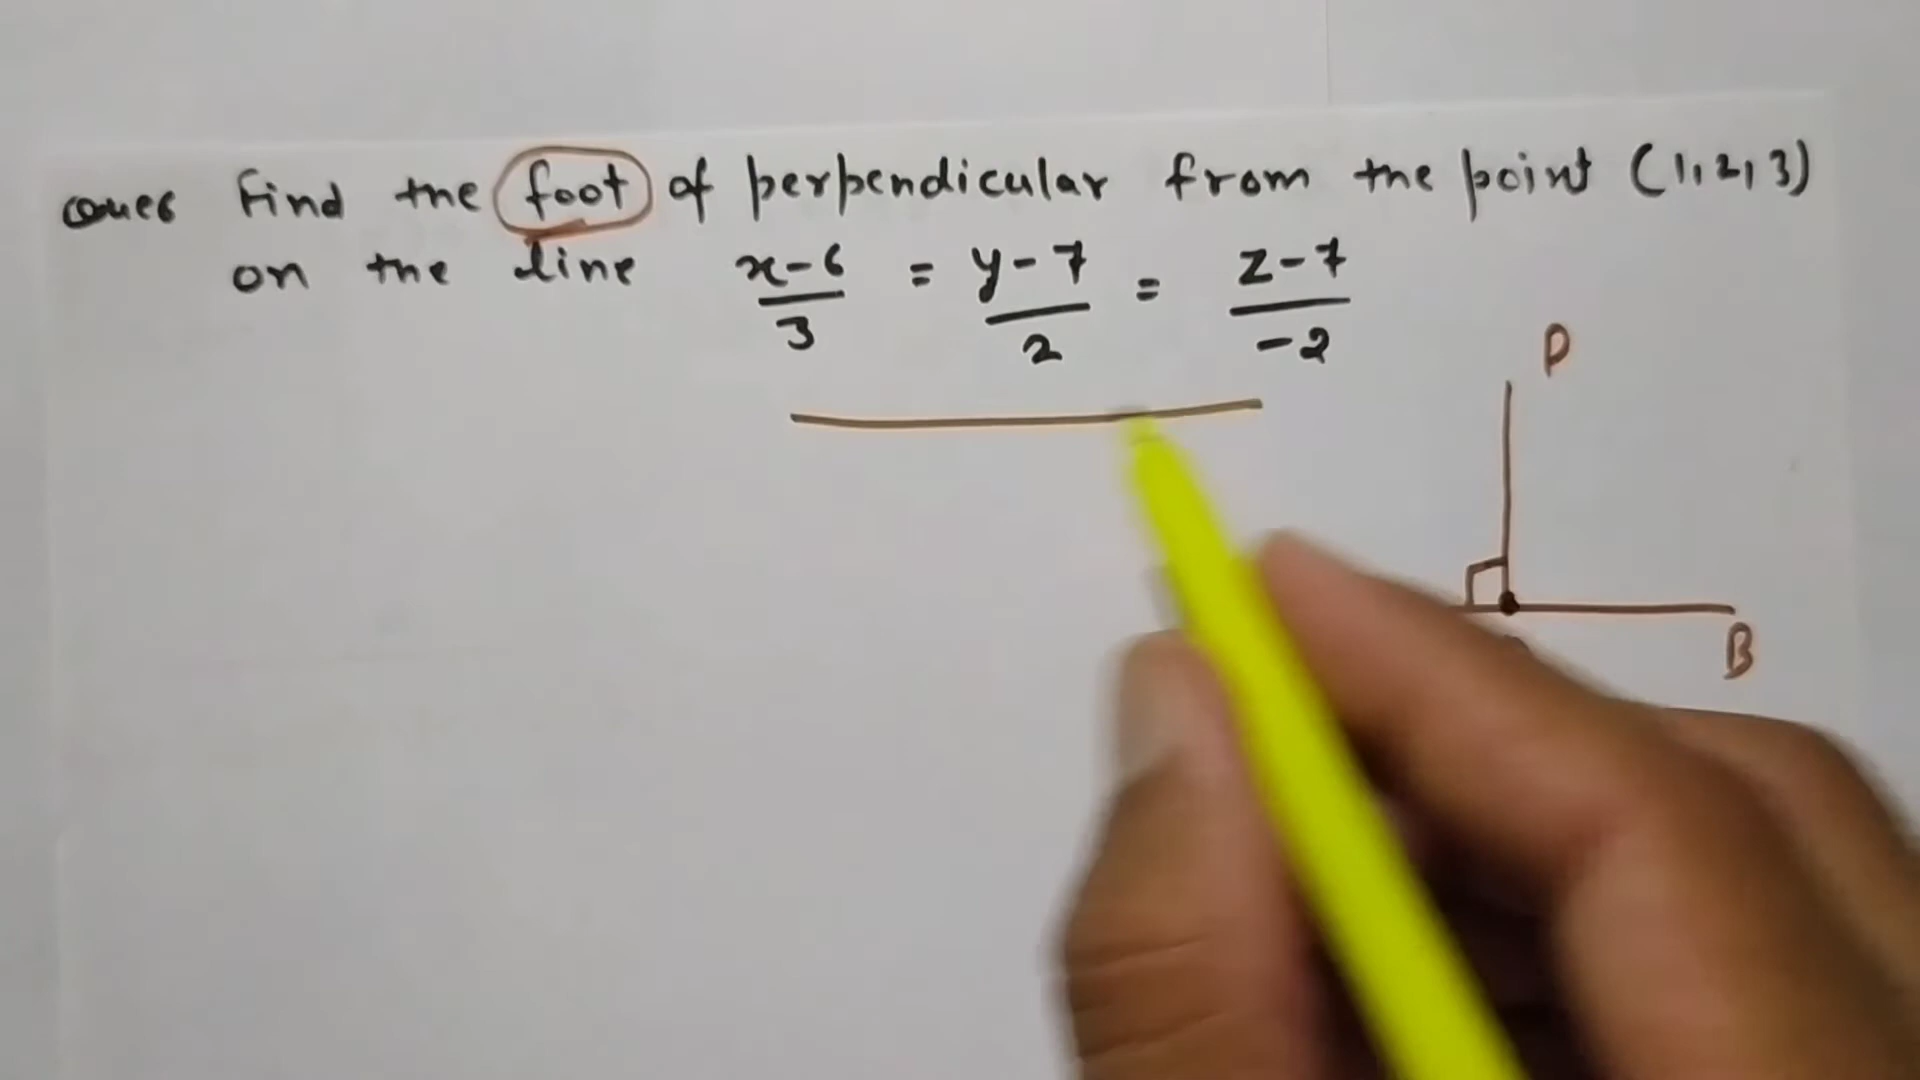 Find the foot of perpendicular from the point (1,2,3)
on the line x-6/3 = y-7/2 = z-7/-2
P
B